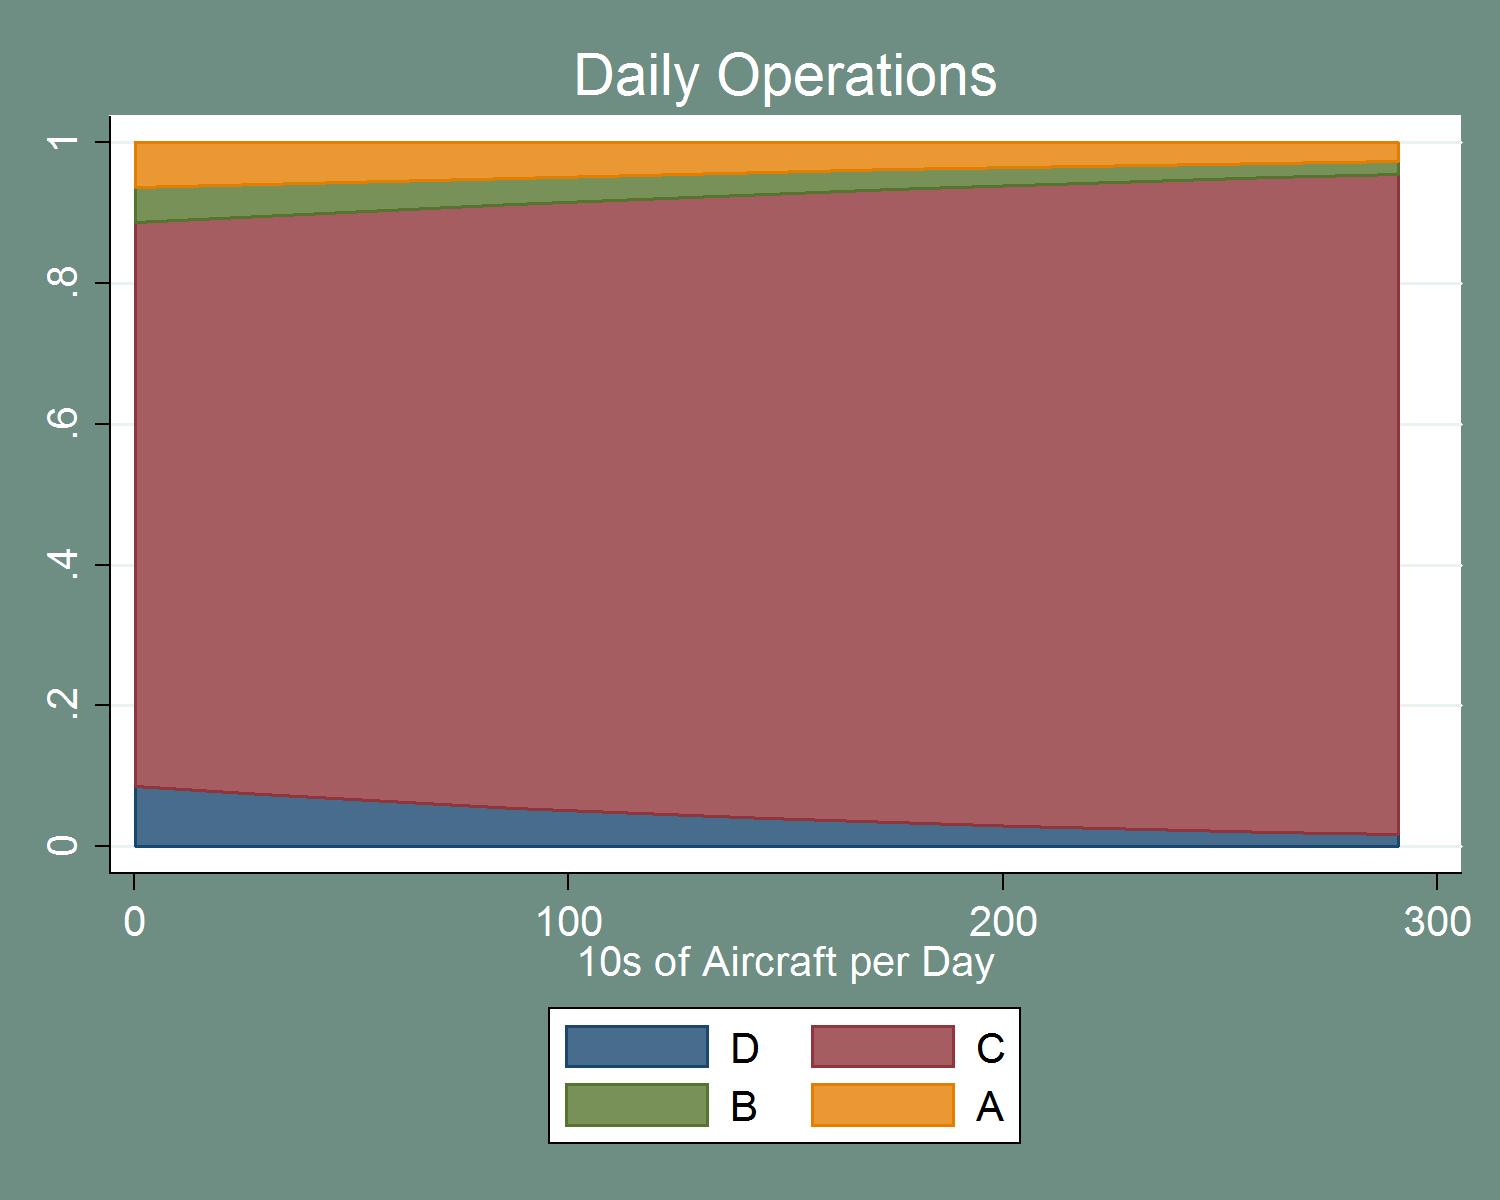 Daily Operations
1
.8
.6
.4
.2
0
0 100 200 300
10s of Aircraft per Day
D C
B A